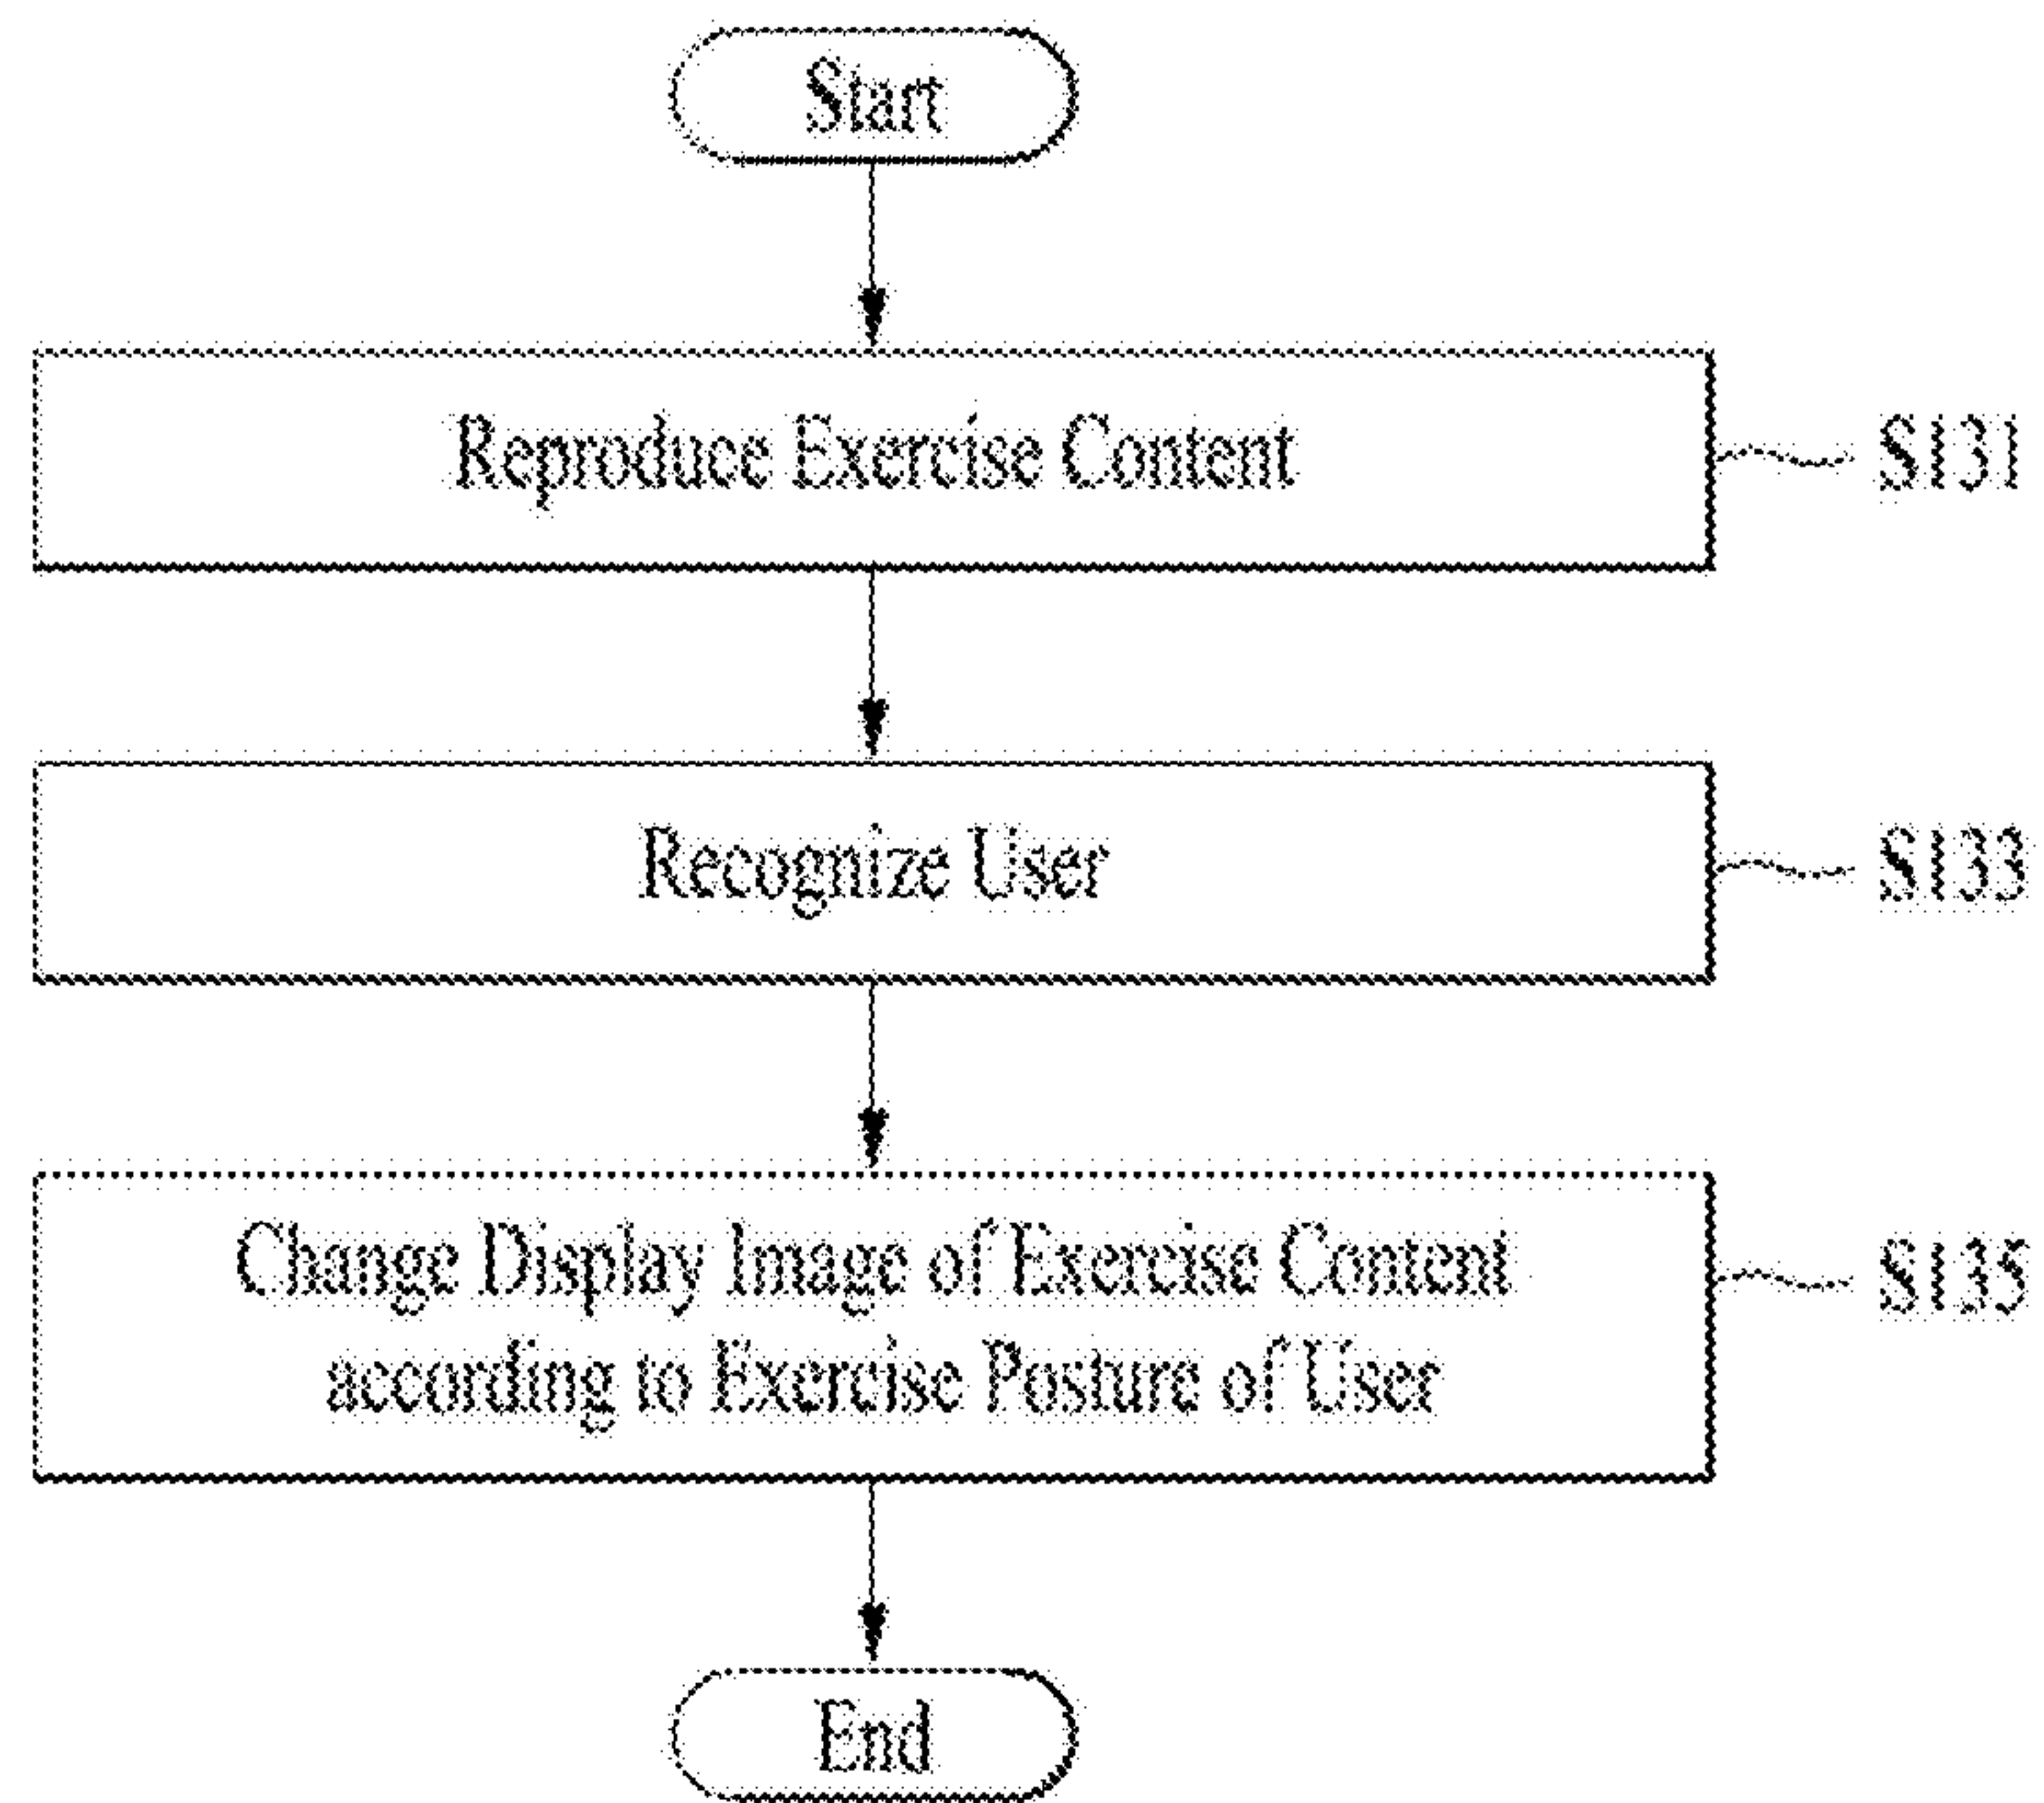 Start
Reproduce Exercise Content
S131
Recognize User
S133
Change Display Image of Exercise Content
according to Exercise Posture of User
S135
End